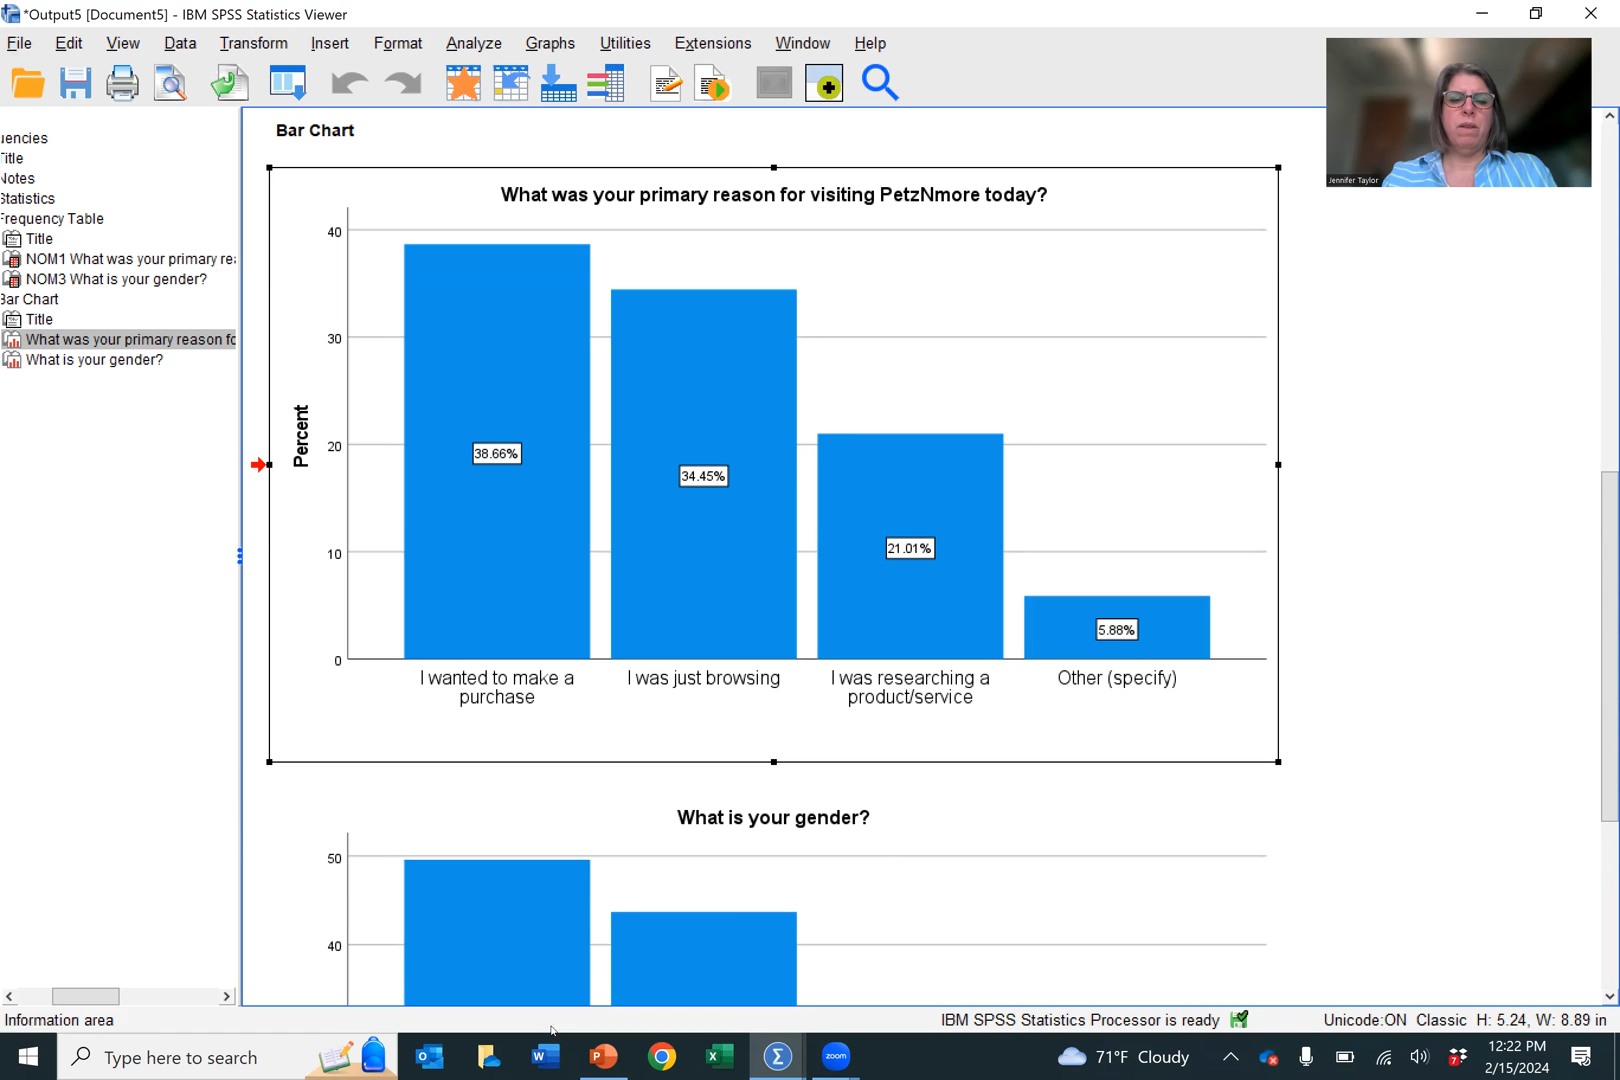 *Output5 [Document5] - IBM SPSS Statistics Viewer
File Edit View Data Transform Insert Format Analyze Graphs Utilities Extensions Window Help
Jennifer Taylor
uencies
Title
Notes
Statistics
Frequency Table
Title
NOM1 What was your primary rea
NOM3 What is your gender?
Bar Chart
Title
What was your primary reason fo
What is your gender?
Bar Chart
What was your primary reason for visiting PetzNmore today?
Percent
40
30
20
10
0
38.66%
34.45%
21.01%
5.88%
I wanted to make a
purchase
I was just browsing
I was researching a
product/service
Other (specify)
What is your gender?
50
40
Information area
IBM SPSS Statistics Processor is ready
Unicode:ON Classic H: 5.24, W: 8.89 in
Type here to search
zoom
71°F Cloudy
7
12:22 PM
2/15/2024